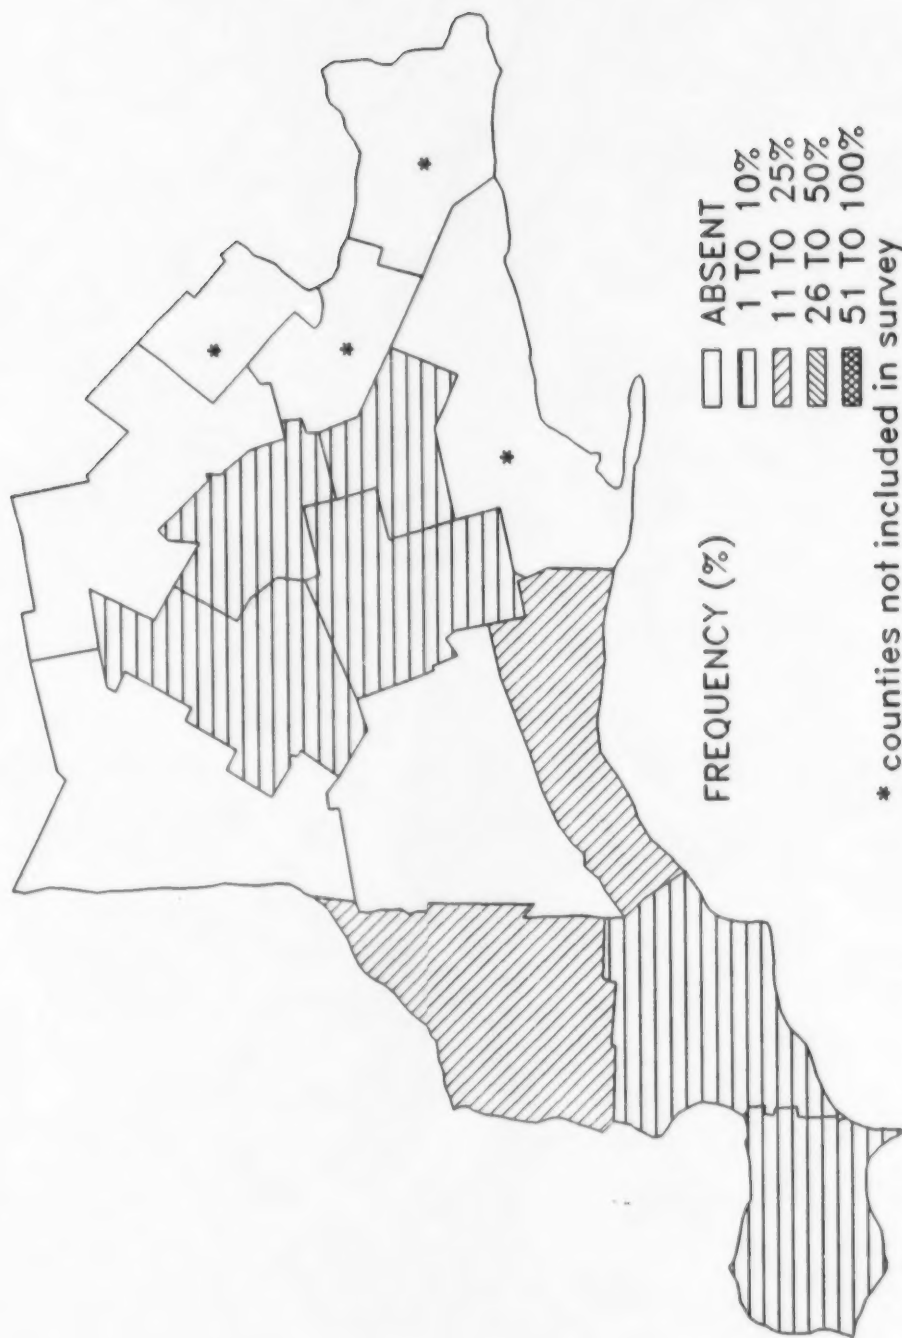 FREQUENCY (%)
ABSENT
1 TO 10%
11 TO 25%
26 TO 50%
51 TO 100%
* counties not included in survey
*
*
*
*